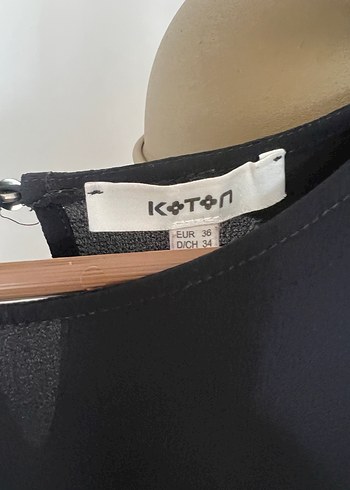 KOTON
EUR 36
D/CH 34